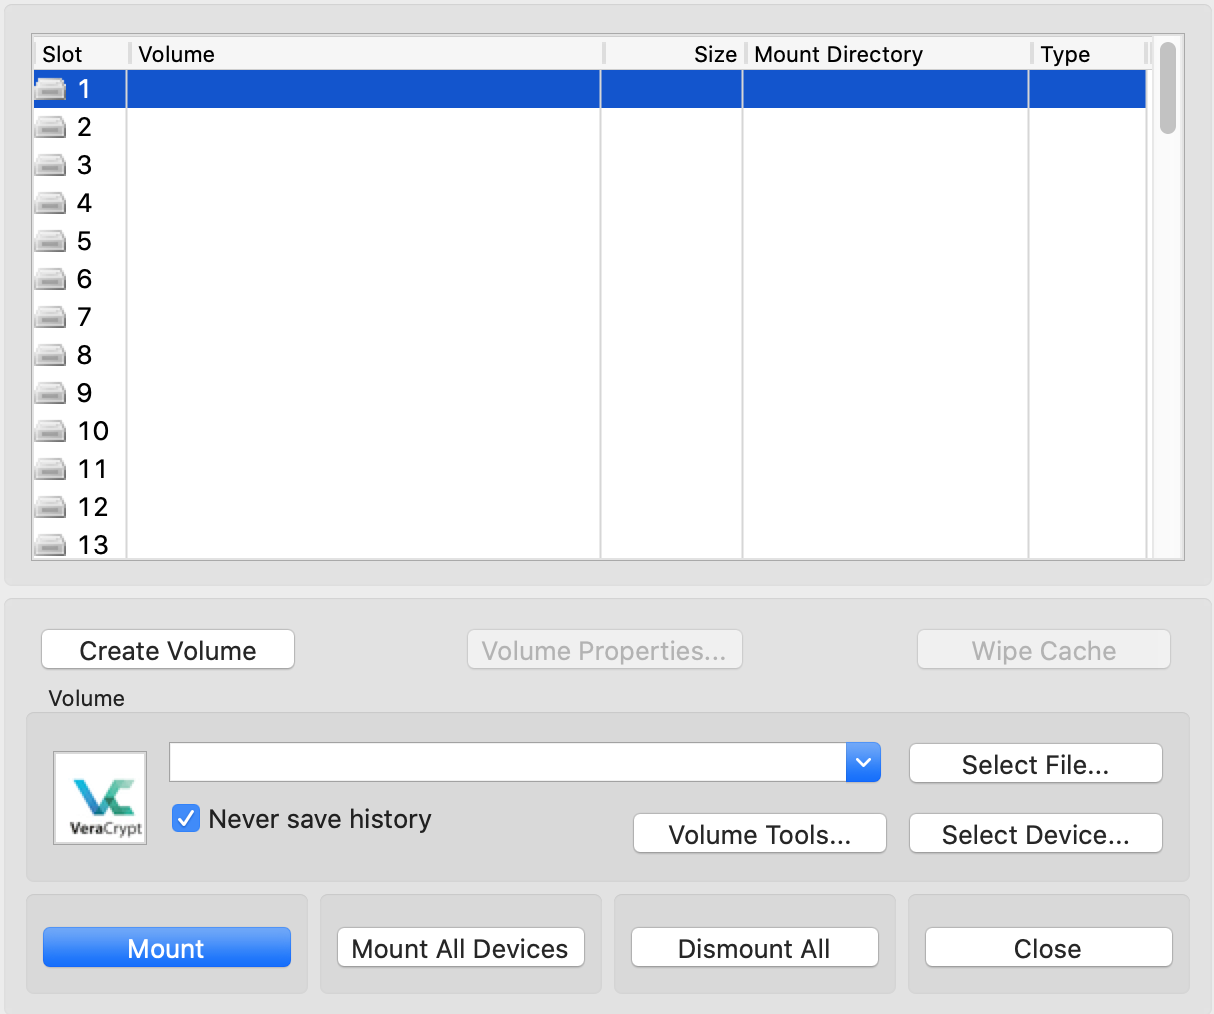 Slot Volume Size Mount Directory Type
1
2
3
4
5
6
7
8
9
10
11
12
13
Create Volume Volume Properties... Wipe Cache
Volume
Select File...
VeraCrypt
Never save history
Volume Tools... Select Device...
Mount Mount All Devices Dismount All Close